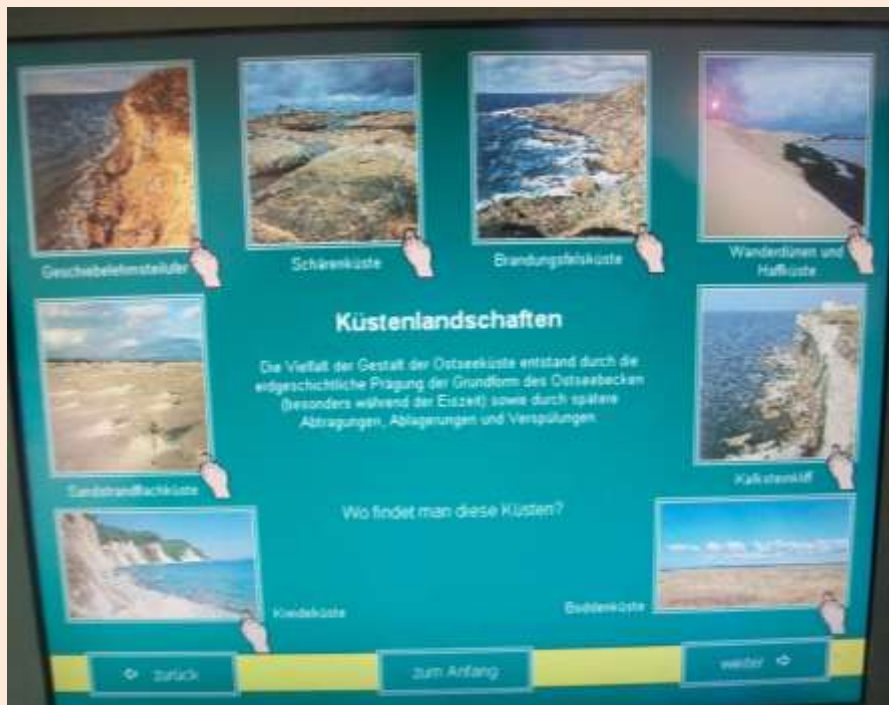 Geschiebelehmsteilufer
Schärenküste
Brandungsfelsküste
Wanderdünen und
Haffküste
Küstenlandschaften
Die Vielfalt der Gestalt der Ostseeküste entstand durch die
erdgeschichtliche Prägung der Grundform des Ostseebecken
(besonders während der Eiszeit) sowie durch spätere
Abtragungen, Ablagerungen und Verspülungen.
Sandstrandflachküste
Kalksteinkliff
Wo findet man diese Küsten?
Kreideküste
Boddenküste
zurück
zum Anfang
weiter